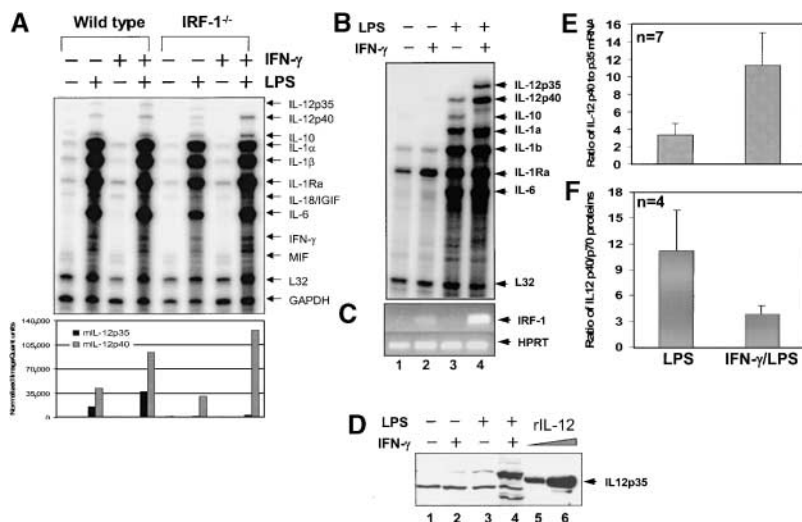 A
Wild type IRF-1-/-
− − + + − − + + IFN-γ
− + − + − + − + LPS
IL-12p35
IL-12p40
IL-10
IL-1α
IL-1β
IL-1Ra
IL-18/IGIF
IL-6
IFN-γ
MIF
L32
GAPDH
Normalized ImageQuant units
140,000
105,000
70,000
35,000
0
mIL-12p35
mIL-12p40
B
LPS − − + +
IFN-γ − + − +
IL-12p35
IL-12p40
IL-10
IL-1a
IL-1b
IL-1Ra
IL-6
L32
C
IRF-1
HPRT
1 2 3 4
D
LPS − − + + rIL-12
IFN-γ − + − +
IL12p35
1 2 3 4 5 6
E
n=7
Ratio of IL-12 p40 to p35 mRNA
16
14
12
10
8
6
4
2
0
F
n=4
Ratio of IL12 p40/p70 proteins
18
15
12
9
6
3
0
LPS IFN-γ/LPS